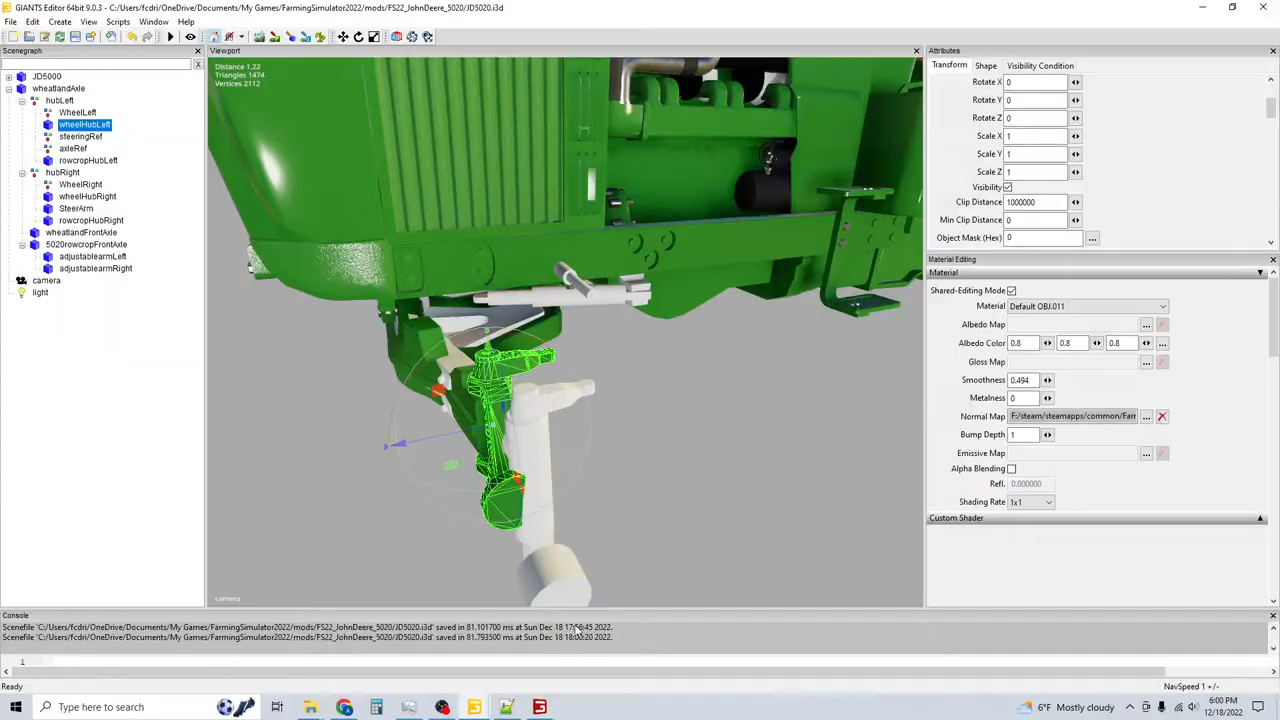 GIANTS Editor 64bit 9.0.3 - C:/Users/fcdri/OneDrive/Documents/My Games/FarmingSimulator2022/mods/FS22_JohnDeere_5020/JD5020.i3d
File Edit Create View Scripts Window Help
Scenegraph
X
JD5000
wheatlandAxle
hubLeft
WheelLeft
wheelHubLeft
steeringRef
axleRef
rowcropHubLeft
hubRight
WheelRight
wheelHubRight
SteerArm
rowcropHubRight
wheatlandFrontAxle
5020rowcropFrontAxle
adjustablearmLeft
adjustablearmRight
camera
light
Viewport
Distance 1.22
Triangles 1474
Vertices 2112
Camera
Attributes
Transform Shape Visibility Condition
Rotate X 0
Rotate Y 0
Rotate Z 0
Scale X 1
Scale Y 1
Scale Z 1
Visibility
Clip Distance 1000000
Min Clip Distance 0
Object Mask (Hex) 0 ...
Material Editing
Material
Shared-Editing Mode
Material Default OBJ.011
Albedo Map ...
Albedo Color 0.8 0.8 0.8 ...
Gloss Map ...
Smoothness 0.494
Metalness 0
Normal Map F:/steam/steamapps/common/Farr ...
Bump Depth 1
Emissive Map ...
Alpha Blending
Refl. 0.000000
Shading Rate 1x1
Custom Shader
Console
Scenefile 'C:/Users/fcdri/OneDrive/Documents/My Games/FarmingSimulator2022/mods/FS22_JohnDeere_5020/JD5020.i3d' saved in 81.101700 ms at Sun Dec 18 2022.
Scenefile 'C:/Users/fcdri/OneDrive/Documents/My Games/FarmingSimulator2022/mods/FS22_JohnDeere_5020/JD5020.i3d' saved in 81.793500 ms at Sun Dec 18 2022.
1
Ready
NavSpeed 1 +/-
Type here to search
6°F Mostly cloudy
6:00 PM
12/18/2022